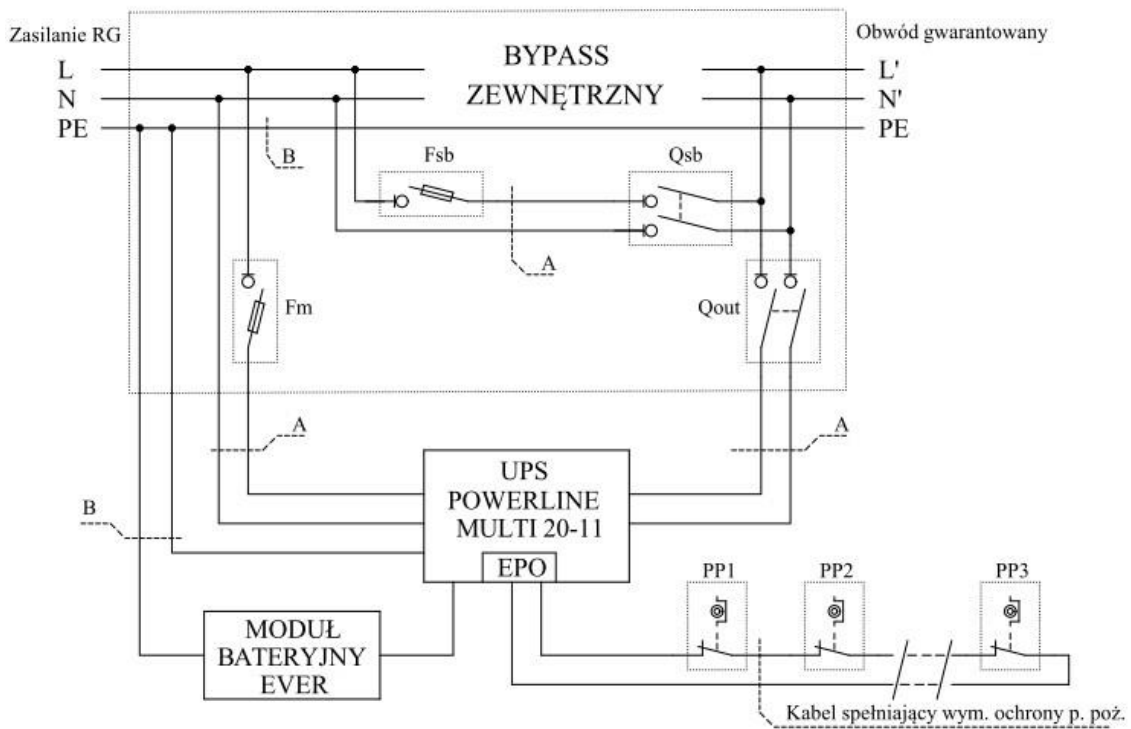 Zasilanie RG
Obwód gwarantowany
L
N
PE
BYPASS
ZEWNĘTRZNY
L'
N'
PE
B
Fsb
Qsb
A
Fm
Qout
A
A
B
UPS
POWERLINE
MULTI 20-11
EPO
PP1
PP2
PP3
MODUŁ
BATERYJNY
EVER
Kabel spełniający wym. ochrony p. poż.